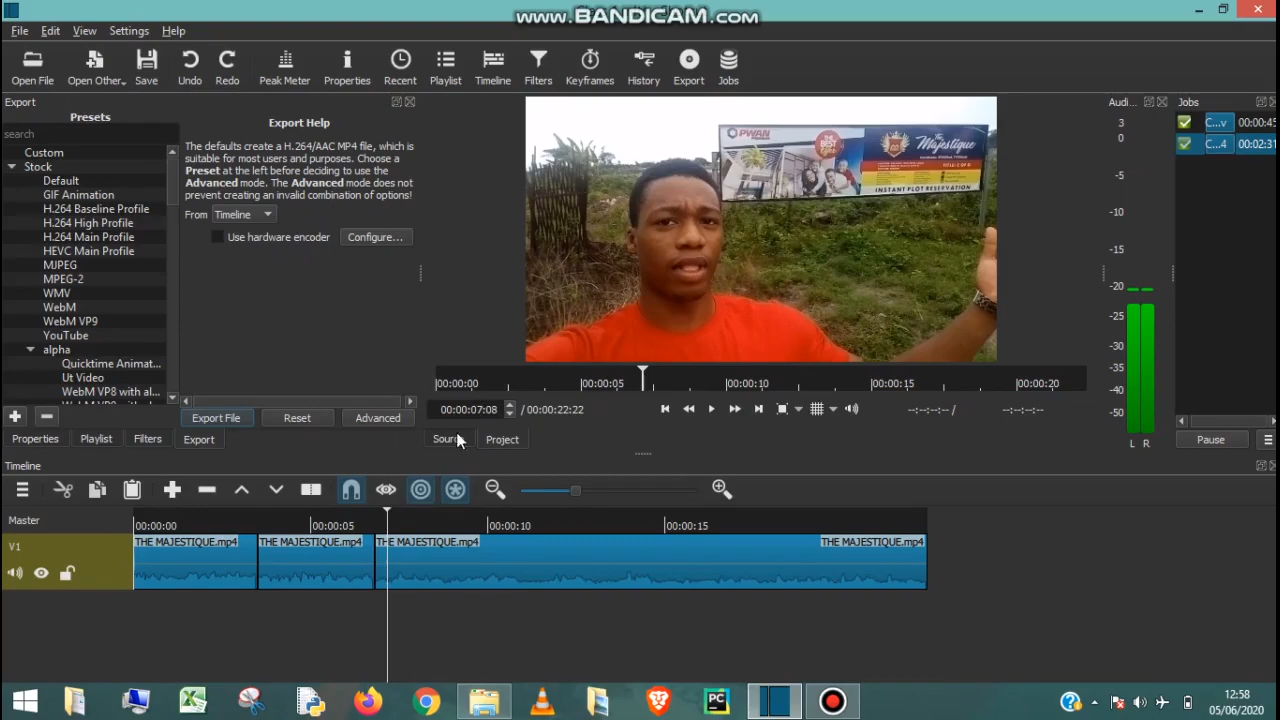 www.BANDICAM.com
File Edit View Settings Help
Open File Open Other.. Save Undo Redo Peak Meter Properties Recent Playlist Timeline Filters Keyframes History Export Jobs
Export
Presets
search
Custom
Stock
Default
GIF Animation
H.264 Baseline Profile
H.264 High Profile
H.264 Main Profile
HEVC Main Profile
MJPEG
MPEG-2
WMV
WebM
WebM VP9
YouTube
alpha
Quicktime Animat...
Ut Video
WebM VP8 with al...
Export Help
The defaults create a H.264/AAC MP4 file, which is
suitable for most users and purposes. Choose a
Preset at the left before deciding to use the
Advanced mode. The Advanced mode does not
prevent creating an invalid combination of options!
From Timeline
Use hardware encoder Configure...
Export File Reset Advanced
Properties Playlist Filters Export
PWAN
THE BEST
The Majestique
INSTANT PLOT RESERVATION
00:00:00 00:00:05 00:00:10 00:00:15 00:00:20
00:00:07:08 / 00:00:22:22 --:--:--:-- / --:--:--:--
Project
Audi...
3
0
-5
-10
-15
-20
-25
-30
-35
-40
-50
L R
Jobs
C...v 00:00:45
C...4 00:02:31
Pause
Timeline
Master
00:00:00 00:00:05 00:00:10 00:00:15
V1
THE MAJESTIQUE.mp4 THE MAJESTIQUE.mp4 THE MAJESTIQUE.mp4 THE MAJESTIQUE.mp4
PC
12:58
05/06/2020